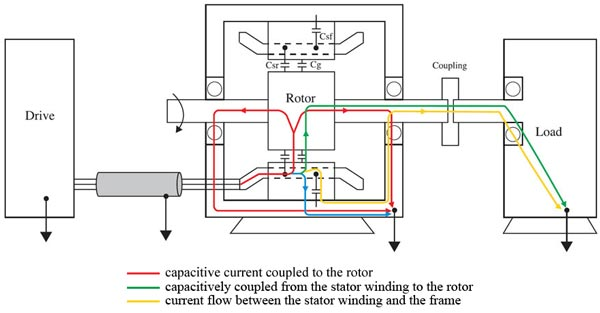 Csf
Csr
Cg
Coupling
Drive
Rotor
Load
capacitive current coupled to the rotor
capacitively coupled from the stator winding to the rotor
current flow between the stator winding and the frame